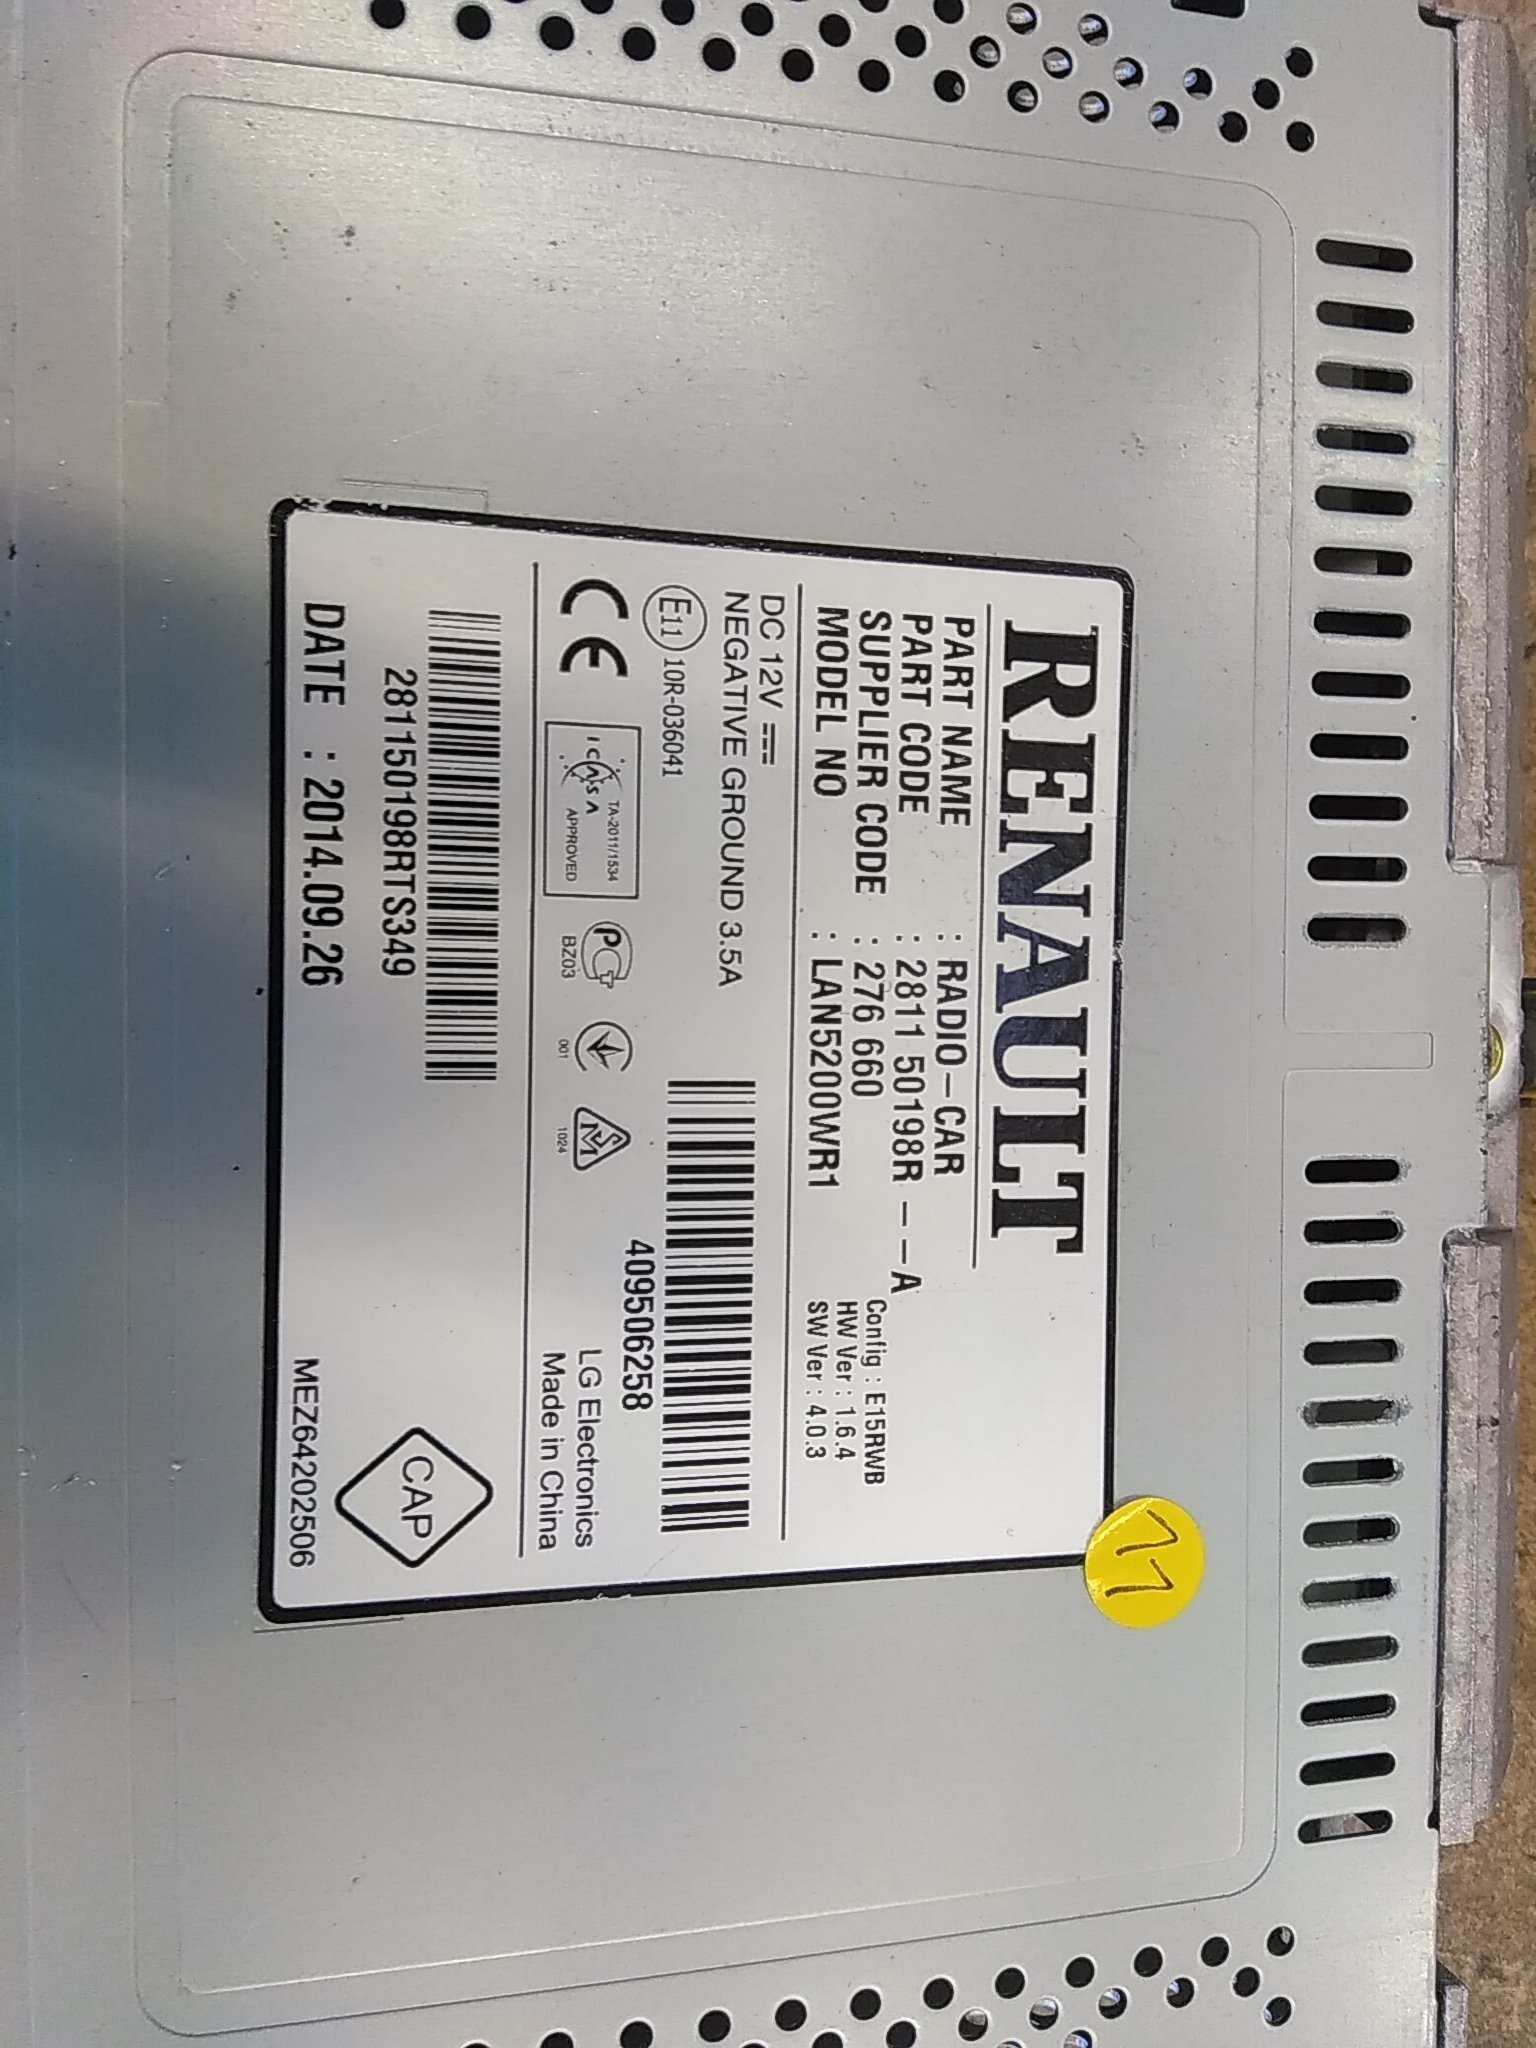 RENAULT
PART NAME : RADIO-CAR
PART CODE : 2811 50198R --A
SUPPLIER CODE : 276 660
MODEL NO : LAN5200WR1
Config : E15RWB
HW Ver : 1.6.4
SW Ver : 4.0.3
DC 12V
NEGATIVE GROUND 3.5A
E11 10R-036041
409506258
CE
ICASA
TA-2011/1534
APPROVED
PC
BZ03
001
1024
LG Electronics
Made in China
281150198RTS349
CAP
DATE : 2014.09.26
MEZ64202506